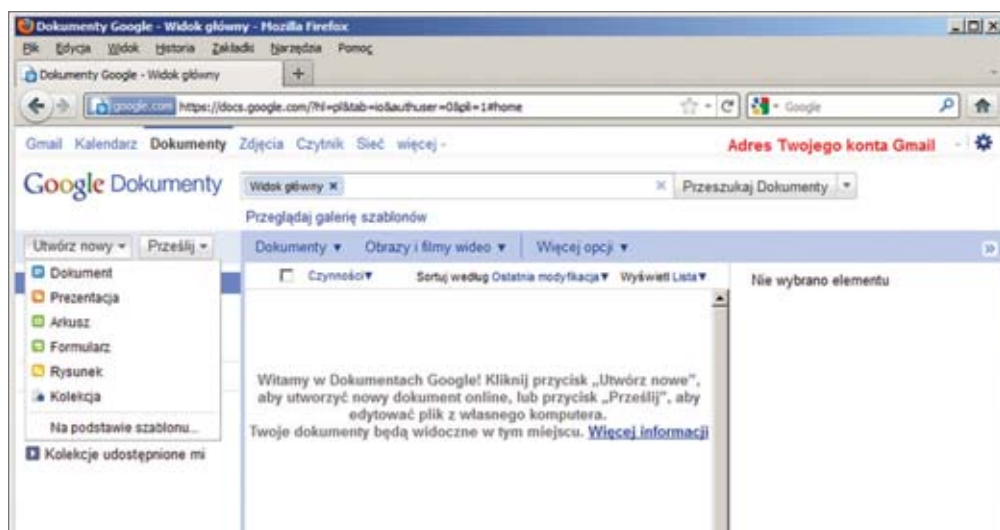 Dokumenty Google - Widok główny - Mozilla Firefox
Plik Edycja Widok Historia Zakładki Narzędzia Pomoc
Dokumenty Google - Widok główny
google.com https://docs.google.com/?hl=pl&tab=io&authuser=0&pli=1#home Google
Gmail Kalendarz Dokumenty Zdjęcia Czytnik Sieć więcej Adres Twojego konta Gmail
Google Dokumenty Widok główny Przeszukaj Dokumenty
Przeglądaj galerię szablonów
Utwórz nowy Prześlij Dokumenty Obrazy i filmy wideo Więcej opcji
Czynności Sortuj według Ostatnia modyfikacja Wyświetl Lista
Nie wybrano elementu
Dokument
Prezentacja
Arkusz
Formularz
Rysunek
Kolekcja
Na podstawie szablonu...
Kolekcje udostępnione mi
Witamy w Dokumentach Google! Kliknij przycisk „Utwórz nowe”,
aby utworzyć nowy dokument online, lub przycisk „Prześlij”, aby
edytować plik z własnego komputera.
Twoje dokumenty będą widoczne w tym miejscu. Więcej informacji